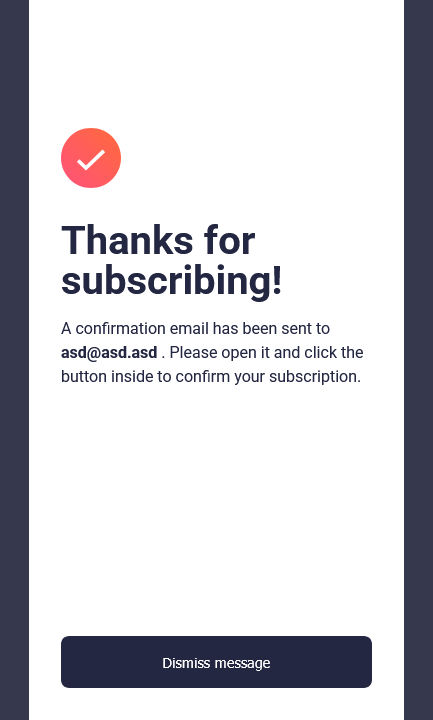 Thanks for
subscribing!
A confirmation email has been sent to
asd@asd.asd . Please open it and click the
button inside to confirm your subscription.
Dismiss message